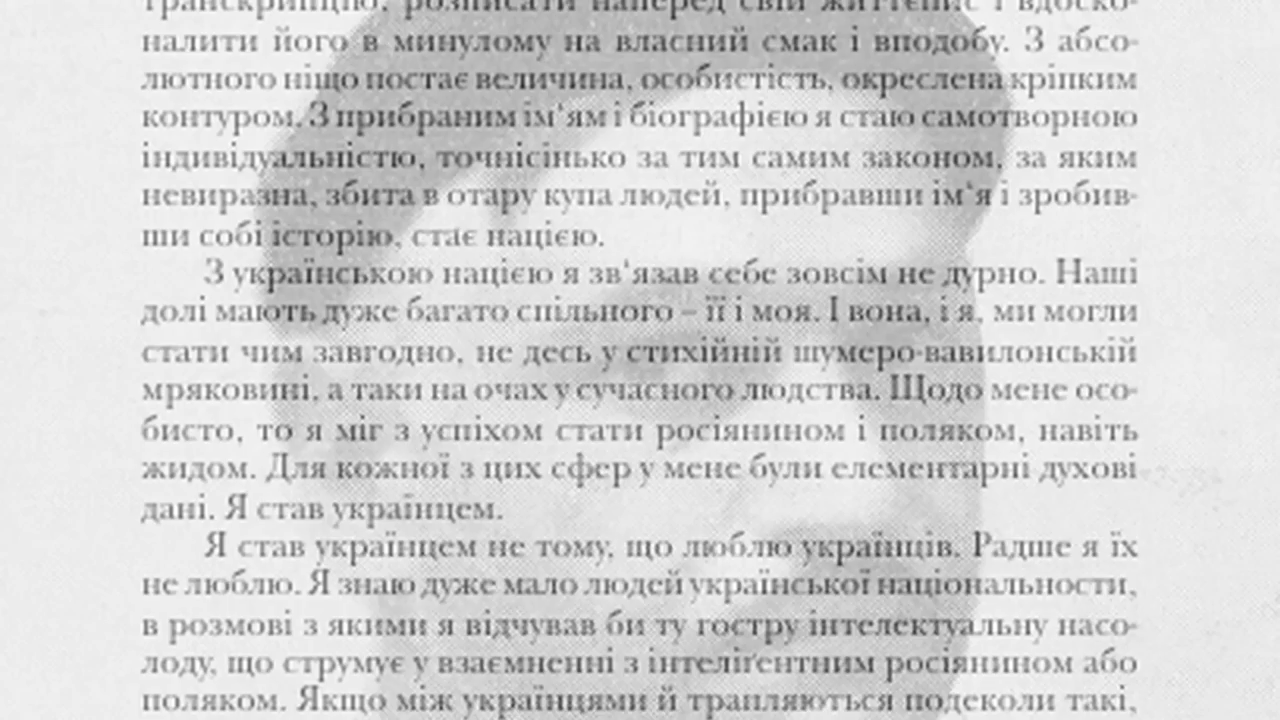 транскрипцію, розписати наперед свій життєпис і вдоско-
налити його в минулому на власний смак і вподобу. З абсо-
лютного ніщо постає величина, особистість, окреслена кріпким
контуром. З прибраним ім‘ям і біографією я стаю самотворною
індивідуальністю, точнісінько за тим самим законом, за яким
невиразна, збита в отару купа людей, прибравши ім‘я і зробив-
ши собі історію, стає нацією.
З українською нацією я зв‘язав себе зовсім не дурно. Наші
долі мають дуже багато спільного – її і моя. І вона, і я, ми могли
стати чим завгодно, не десь у стихійній шумеро-вавилонській
мряковині, а таки на очах у сучасного людства. Щодо мене осо-
бисто, то я міг з успіхом стати росіянином і поляком, навіть
жидом. Для кожної з цих сфер у мене були елементарні духові
дані. Я став українцем.
Я став українцем не тому, що люблю українців. Радше я їх
не люблю. Я знаю дуже мало людей української національности,
в розмові з якими я відчував би ту гостру інтелектуальну насо-
лоду, що струмує у взаємненні з інтеліґентним росіянином або
поляком. Якщо між українцями й трапляються подеколи такі,